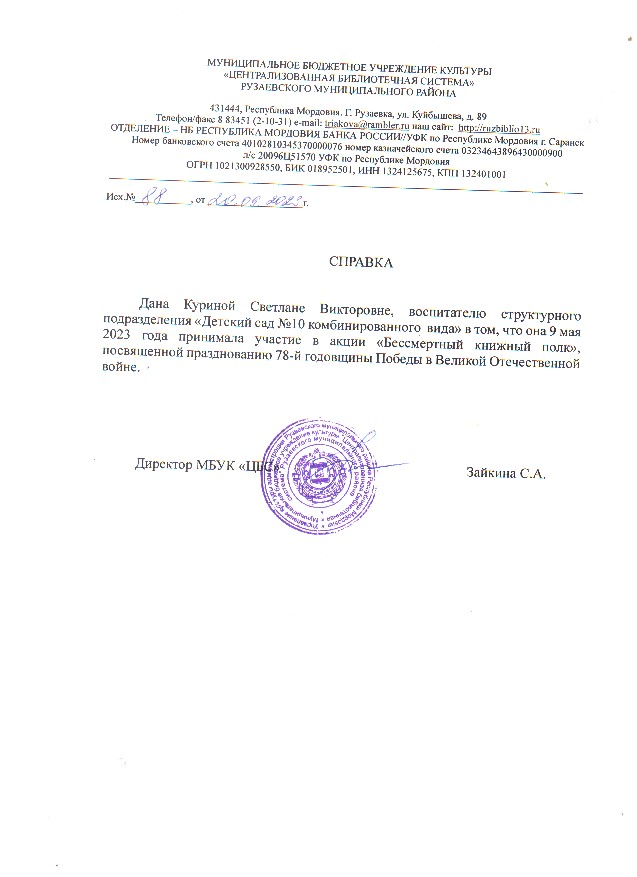 МУНИЦИПАЛЬНОЕ БЮДЖЕТНОЕ УЧРЕЖДЕНИЕ КУЛЬТУРЫ
«ЦЕНТРАЛИЗОВАННАЯ БИБЛИОТЕЧНАЯ СИСТЕМА»
РУЗАЕВСКОГО МУНИЦИПАЛЬНОГО РАЙОНА
431444, Республика Мордовия. Г. Рузаевка, ул. Куйбышева, д. 89
Телефон/факс 8 83451 (2-10-31) e-mail: iriakova@rambler.ru наш сайт: http://ruzbiblio13.ru
ОТДЕЛЕНИЕ – НБ РЕСПУБЛИКА МОРДОВИЯ БАНКА РОССИИ//УФК по Республике Мордовия г. Саранск
Номер банковского счета 40102810345370000076 номер казначейского счета 03234643896430000900
л/с 20096Ц51570 УФК по Республике Мордовия
ОГРН 1021300928550, БИК 018952501, ИНН 1324125675, КПП 132401001
Исх.№ 88, от 20.09.2023 г.
СПРАВКА
Дана Куриной Светлане Викторовне, воспитателю структурного
подразделения «Детский сад №10 комбинированного вида» в том, что она 9 мая
2023 года принимала участие в акции «Бессмертный книжный полк»,
посвященной празднованию 78-й годовщины Победы в Великой Отечественной
войне.
Директор МБУК «ЦБС»
Зайкина С.А.